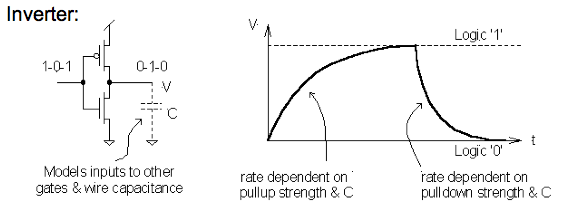 Inverter:
1-0-1
0-1-0
V
C
Models inputs to other
gates & wire capacitance
V
Logic '1'
Logic '0'
t
rate dependent on
pullup strength & C
rate dependent on
pulldown strength & C